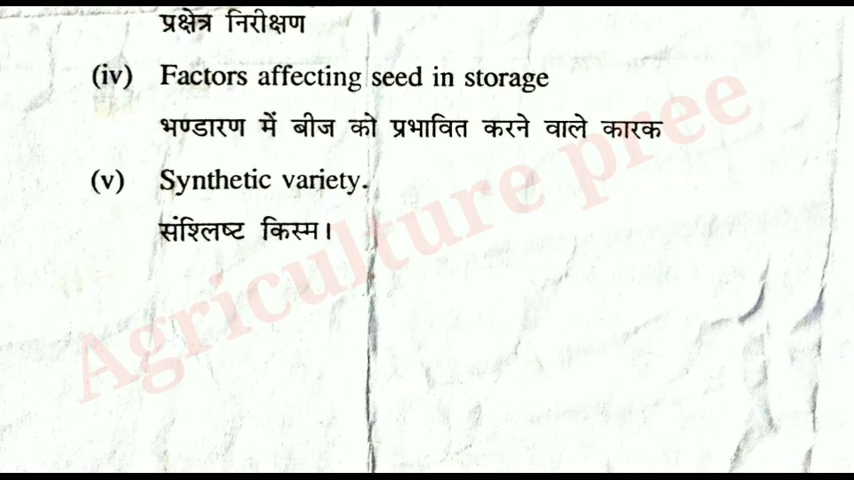 प्रक्षेत्र निरीक्षण
(iv) Factors affecting seed in storage
भण्डारण में बीज को प्रभावित करने वाले कारक
(v) Synthetic variety.
संश्लिष्ट किस्म।
Agriculture pree